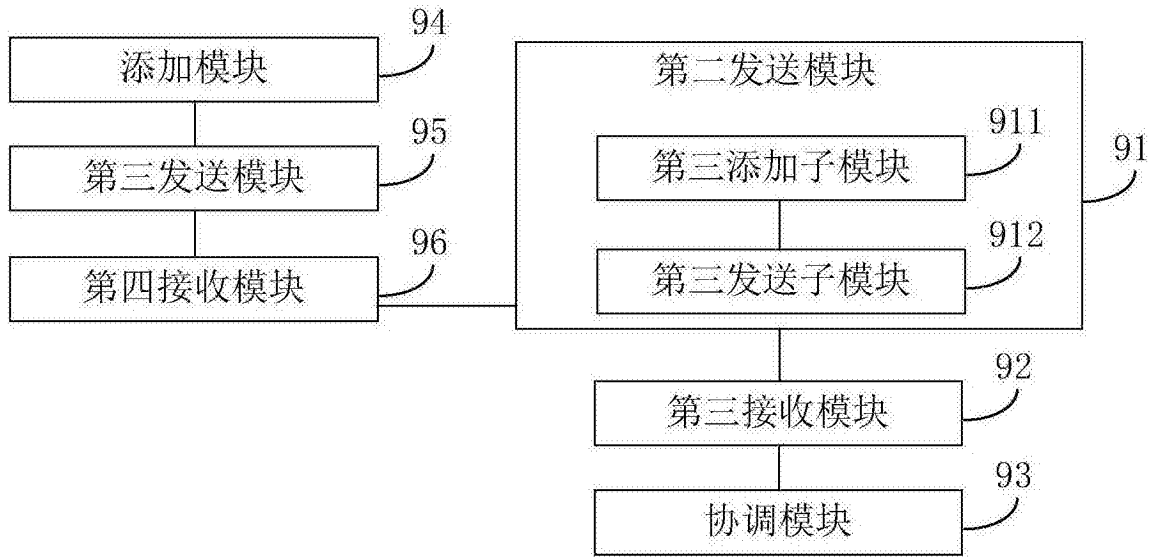 94
添加模块
95
第三发送模块
96
第四接收模块
第二发送模块
91
911
第三添加子模块
912
第三发送子模块
92
第三接收模块
93
协调模块